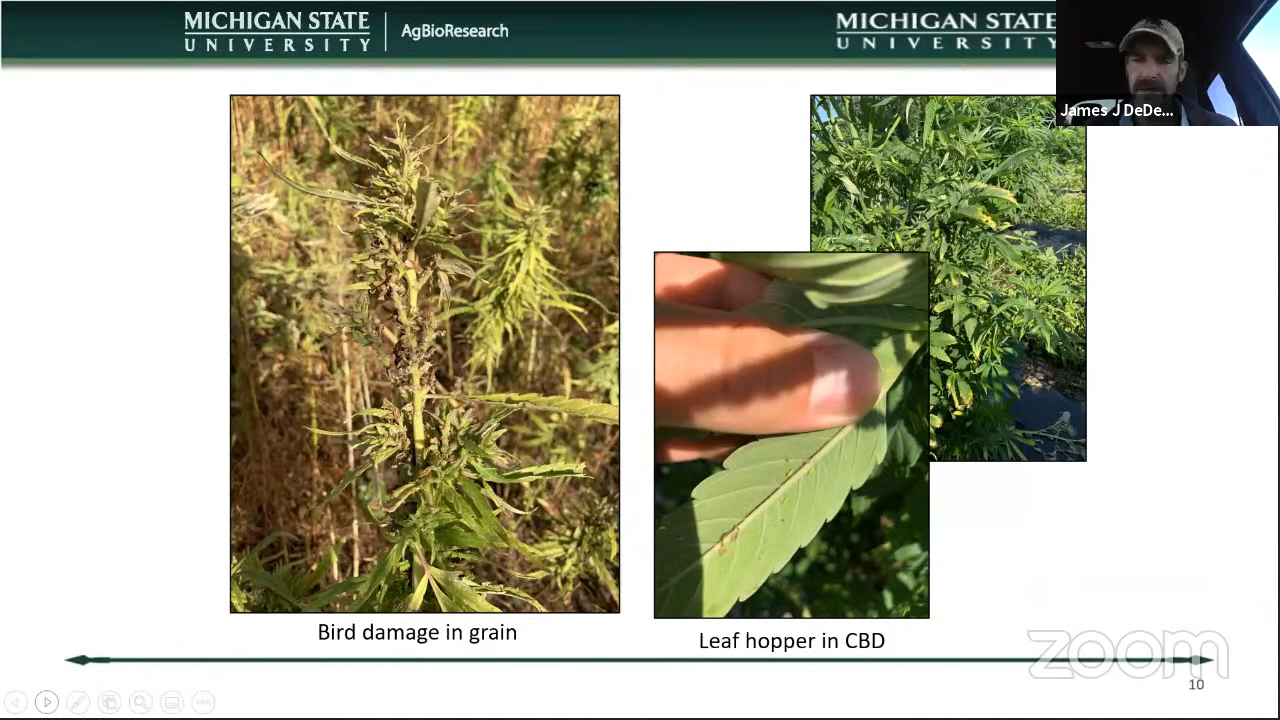 MICHIGAN STATE
UNIVERSITY
AgBioResearch
MICHIGAN STATE
UNIVERSITY
James J DeDe...
Bird damage in grain
Leaf hopper in CBD
zoom
10